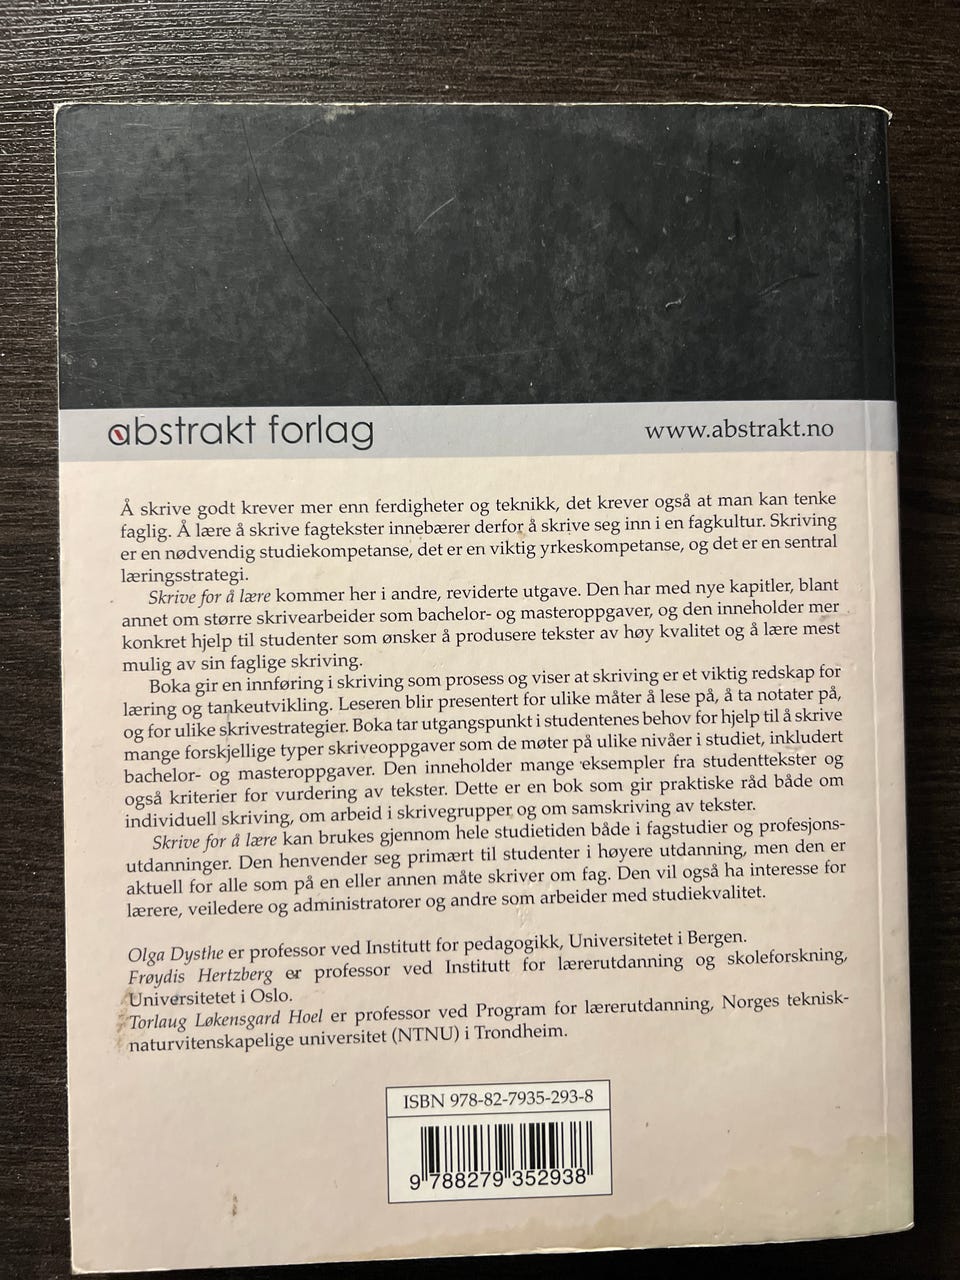 abstrakt forlag
www.abstrakt.no
Å skrive godt krever mer enn ferdigheter og teknikk, det krever også at man kan tenke
faglig. Å lære å skrive fagtekster innebærer derfor å skrive seg inn i en fagkultur. Skriving
er en nødvendig studiekompetanse, det er en viktig yrkeskompetanse, og det er en sentral
læringsstrategi.
Skrive for å lære kommer her i andre, reviderte utgave. Den har med nye kapitler, blant
annet om større skrivearbeider som bachelor- og masteroppgaver, og den inneholder mer
konkret hjelp til studenter som ønsker å produsere tekster av høy kvalitet og å lære mest
mulig av sin faglige skriving.
Boka gir en innføring i skriving som prosess og viser at skriving er et viktig redskap for
læring og tankeutvikling. Leseren blir presentert for ulike måter å lese på, å ta notater på,
og for ulike skrivestrategier. Boka tar utgangspunkt i studentenes behov for hjelp til å skrive
mange forskjellige typer skriveoppgaver som de møter på ulike nivåer i studiet, inkludert
bachelor- og masteroppgaver. Den inneholder mange eksempler fra studenttekster og
også kriterier for vurdering av tekster. Dette er en bok som gir praktiske råd både om
individuell skriving, om arbeid i skrivegrupper og om samskriving av tekster.
Skrive for å lære kan brukes gjennom hele studietiden både i fagstudier og profesjons-
utdanninger. Den henvender seg primært til studenter i høyere utdanning, men den er
aktuell for alle som på en eller annen måte skriver om fag. Den vil også ha interesse for
lærere, veiledere og administratorer og andre som arbeider med studiekvalitet.
Olga Dysthe er professor ved Institutt for pedagogikk, Universitetet i Bergen.
Frøydis Hertzberg er professor ved Institutt for lærerutdanning og skoleforskning,
Universitetet i Oslo.
Torlaug Løkensgard Hoel er professor ved Program for lærerutdanning, Norges teknisk-
naturvitenskapelige universitet (NTNU) i Trondheim.
ISBN 978-82-7935-293-8
9 788279 352938